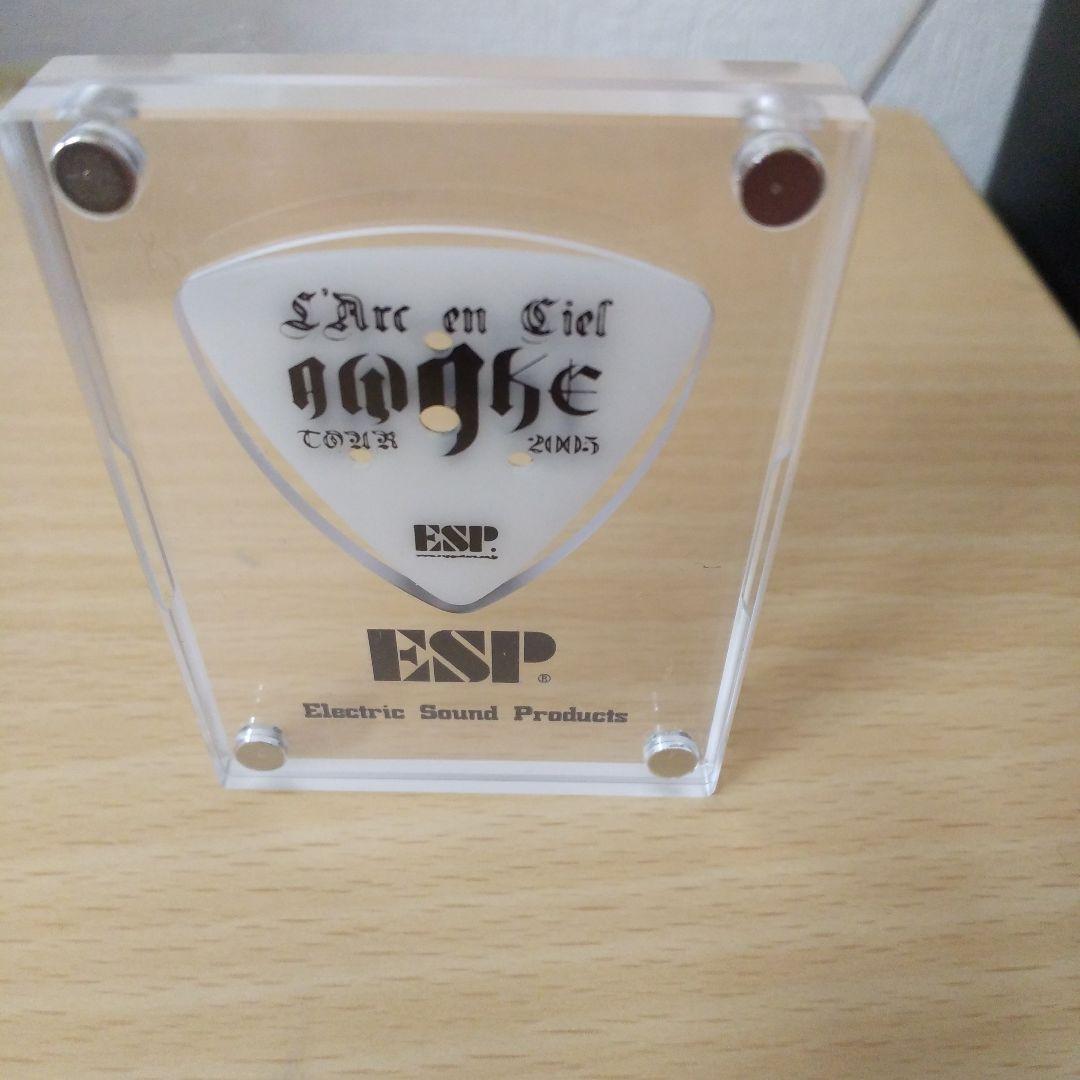 L'Arc en Ciel
AWAKE
TOUR 2005
ESP.
ESP®
Electric Sound Products